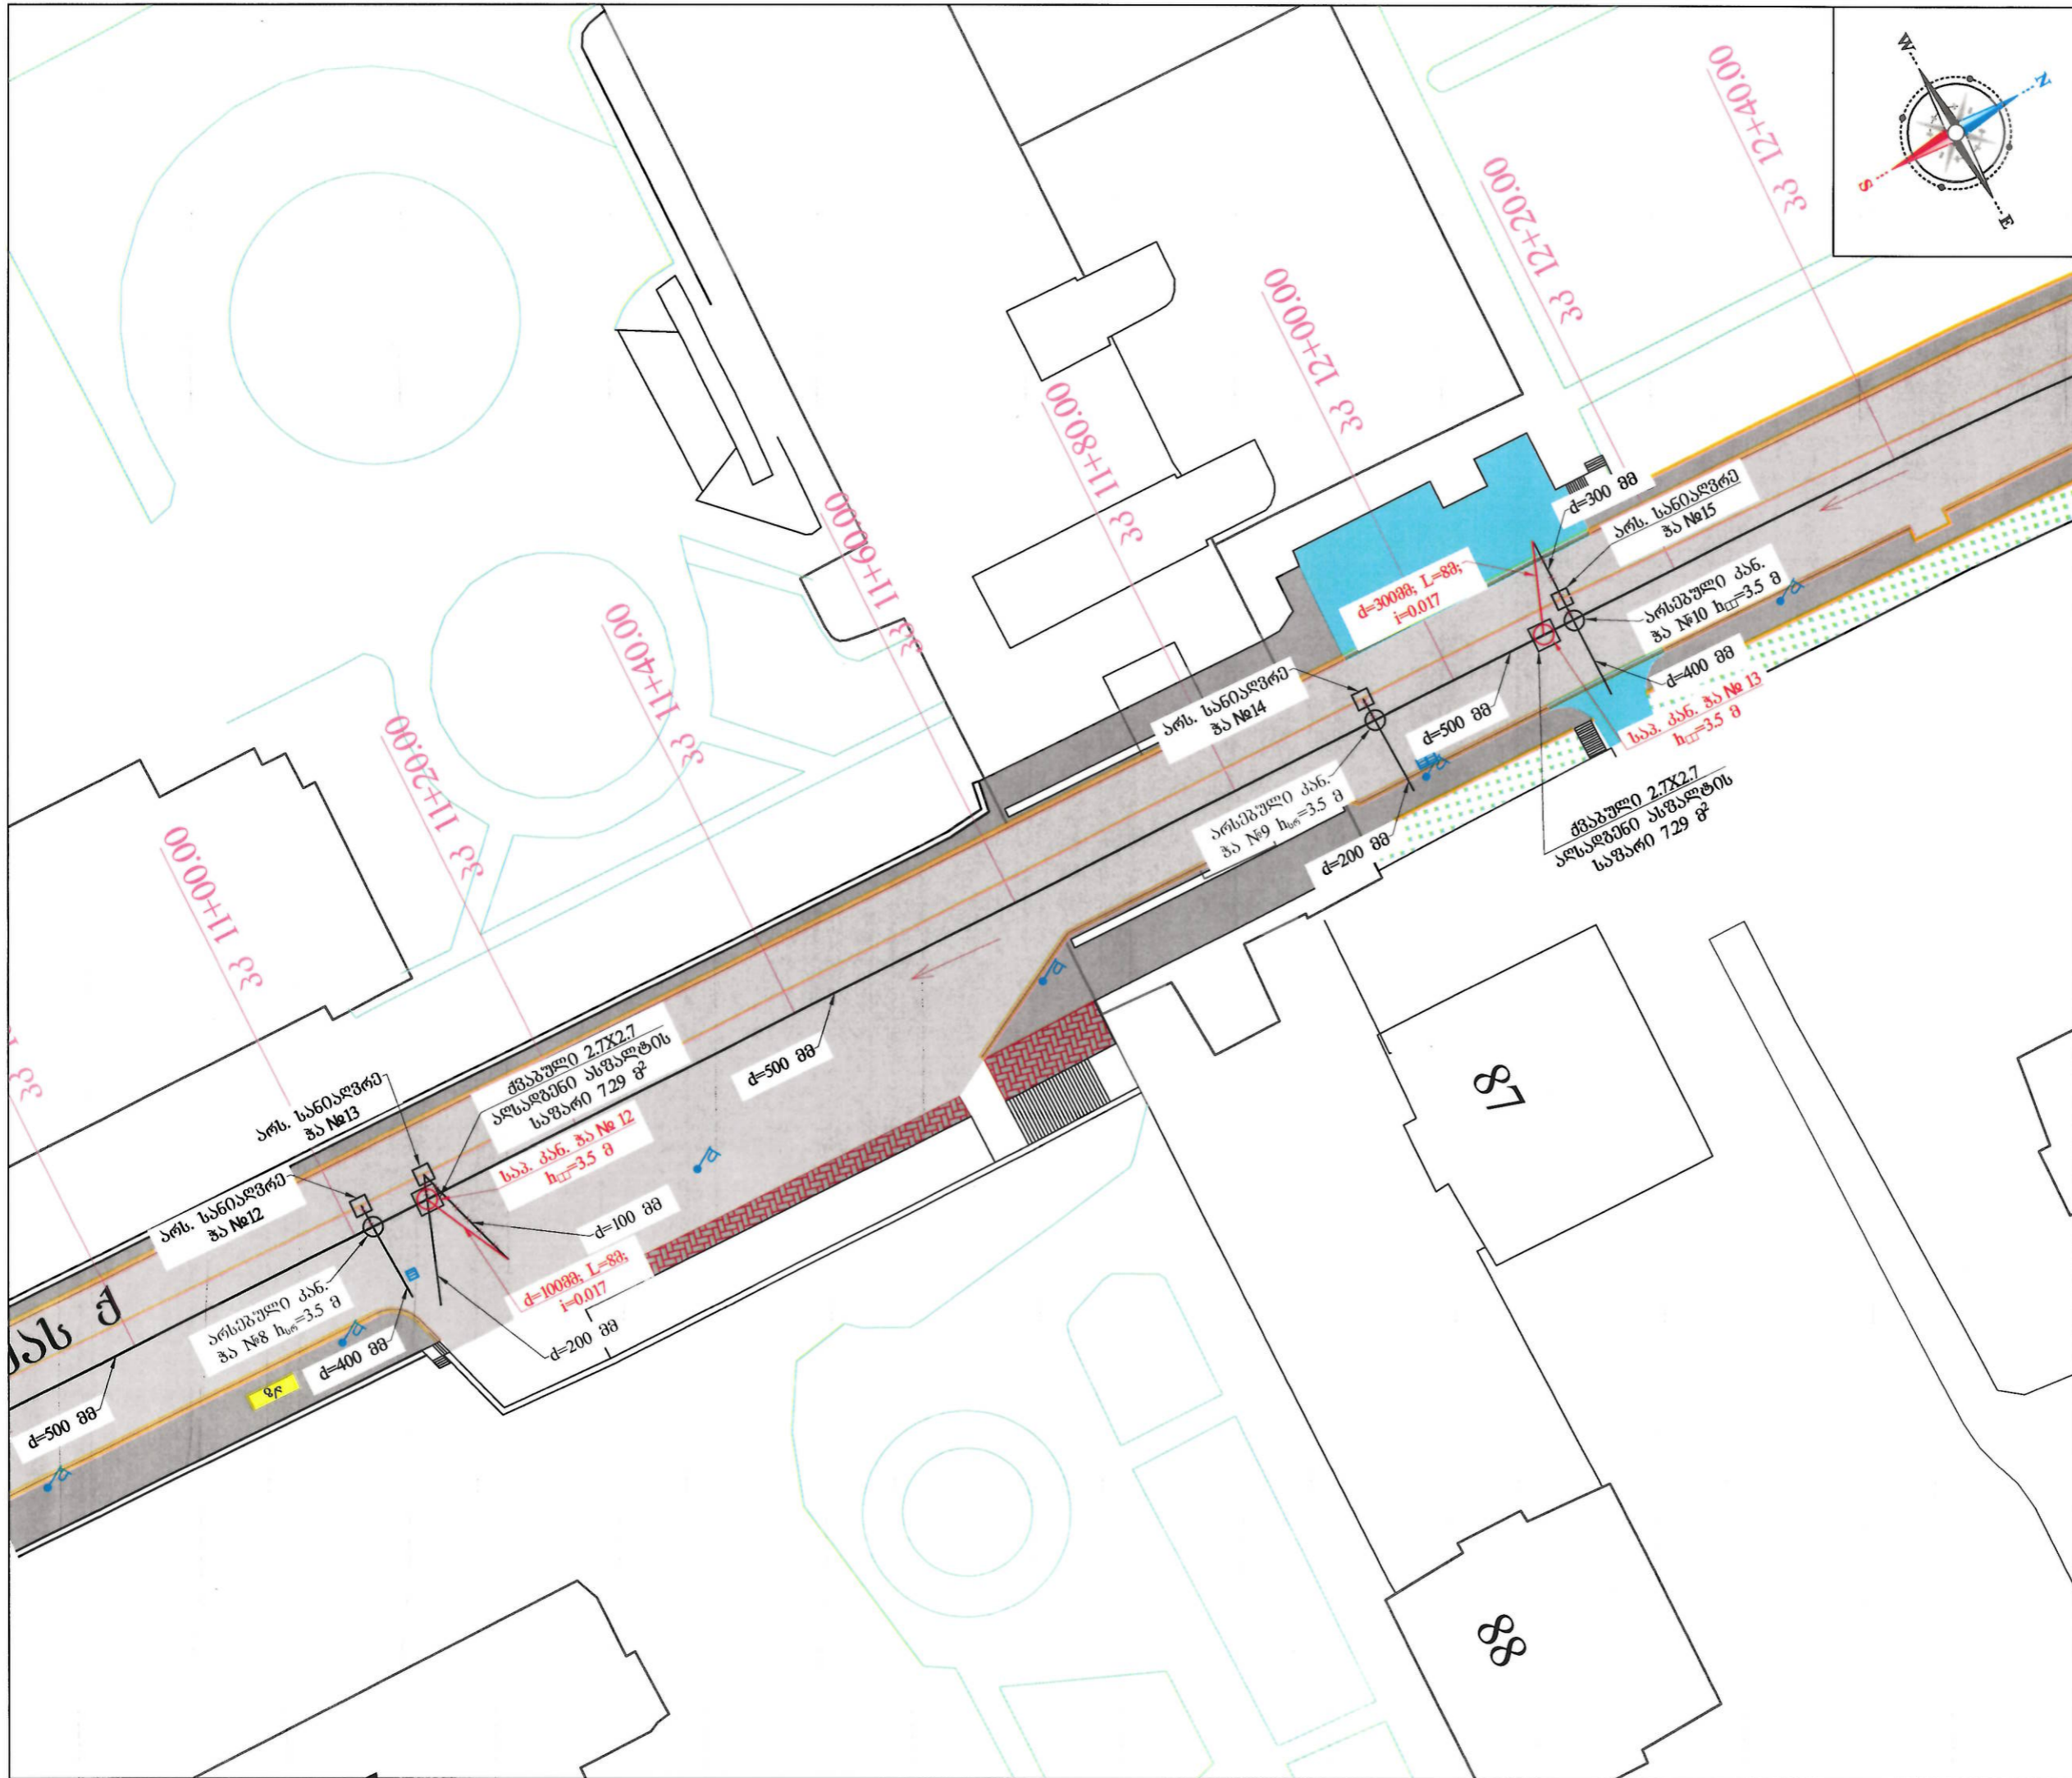 W
N
S
E
პკ 12+40.00
პკ 12+20.00
პკ 12+00.00
პკ 11+80.00
პკ 11+60.00
პკ 11+40.00
პკ 11+20.00
პკ 11+00.00
პკ
d=300 მმ
არს. სანიაღვრე
ჭა №15
d=300მმ; L=8მ;
i=0.017
არსებული კან.
ჭა №10 h=3.5 მ
d=400 მმ
საპ. კან. ჭა № 13
h=3.5 მ
არს. სანიაღვრე
ჭა №14
d=500 მმ
არსებული კან.
ჭა №9 hსრ=3.5 მ
d=200 მმ
ქვაბული 2.7X2.7
აღსადგენი ასფალტის
საფარი 7.29 მ²
d=500 მმ
ქვაბული 2.7X2.7
აღსადგენი ასფალტის
საფარი 7.29 მ²
არს. სანიაღვრე
ჭა №13
საპ. კან. ჭა № 12
h=3.5 მ
არს. სანიაღვრე
ჭა №12
d=100 მმ
d=100მმ; L=8მ;
i=0.017
არსებული კან.
ჭა №8 hსრ=3.5 მ
d=200 მმ
d=400 მმ
d=500 მმ
ას ქ
87
88